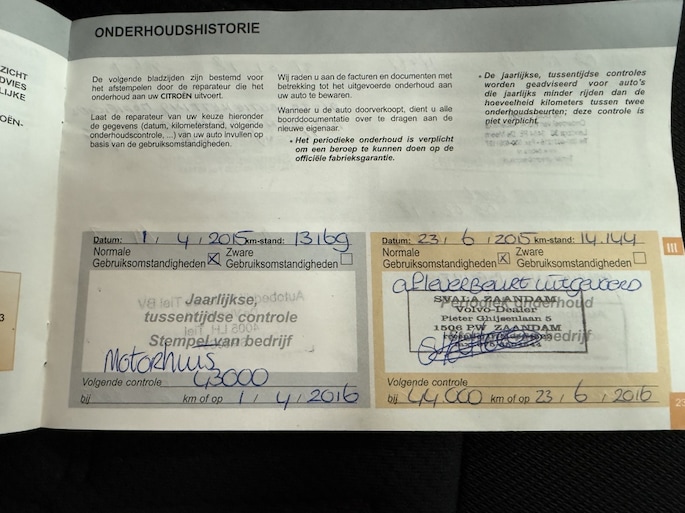 ZICHT
DVIES
LIJKE
OËN-
3
ONDERHOUDSHISTORIE
De volgende bladzijden zijn bestemd voor
het afstempelen door de reparateur die het
onderhoud aan uw CITROËN uitvoert.
Laat de reparateur van uw keuze hieronder
de gegevens (datum, kilometerstand, volgende
onderhoudscontrole, ...) van uw auto invullen op
basis van de gebruiksomstandigheden.
Wij raden u aan de facturen en documenten met
betrekking tot het uitgevoerde onderhoud aan
uw auto te bewaren.
Wanneer u de auto doorverkoopt, dient u alle
boorddocumentatie over te dragen aan de
nieuwe eigenaar.
• Het periodieke onderhoud is verplicht
om een beroep te kunnen doen op de
officiële fabrieksgarantie.
• De jaarlijkse, tussentijdse controles
worden geadviseerd voor auto's
die jaarlijks minder rijden dan de
hoeveelheid kilometers tussen twee
onderhoudsbeurten; deze controle is
niet verplicht.
Datum: 1 / 4 / 2015 km-stand: 13169
Normale Zware
Gebruiksomstandigheden X Gebruiksomstandigheden
Jaarlijkse,
tussentijdse controle
Stempel van bedrijf
Motorhuis
Volgende controle 43000
bij km of op 1 / 4 / 2016
Datum: 23 / 6 / 2015 km-stand: 14.144
Normale Zware
Gebruiksomstandigheden X Gebruiksomstandigheden
afleverbeurt uitgevoerd
Periodiek onderhoud
SVALA ZAANDAM
Volvo-Dealer
Pieter Ghijsenlaan 5
1506 PW ZAANDAM
Volgende controle
bij 44000 km of op 23 / 6 / 2016
III
23